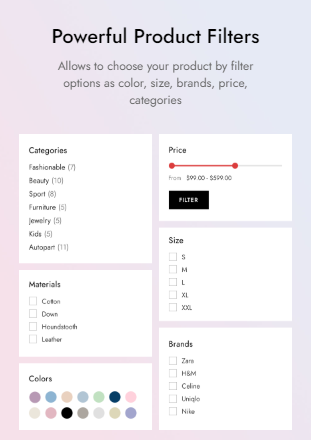 Powerful Product Filters
Allows to choose your product by filter
options as color, size, brands, price,
categories
Categories
Fashionable (7)
Beauty (10)
Sport (8)
Furniture (5)
Jewelry (5)
Kids (5)
Autopart (11)
Materials
Cotton
Down
Houndstooth
Leather
Colors
Price
from $99.00 - $599.00
FILTER
Size
S
M
L
XL
XXL
Brands
Zara
H&M
Celine
Uniqlo
Nike